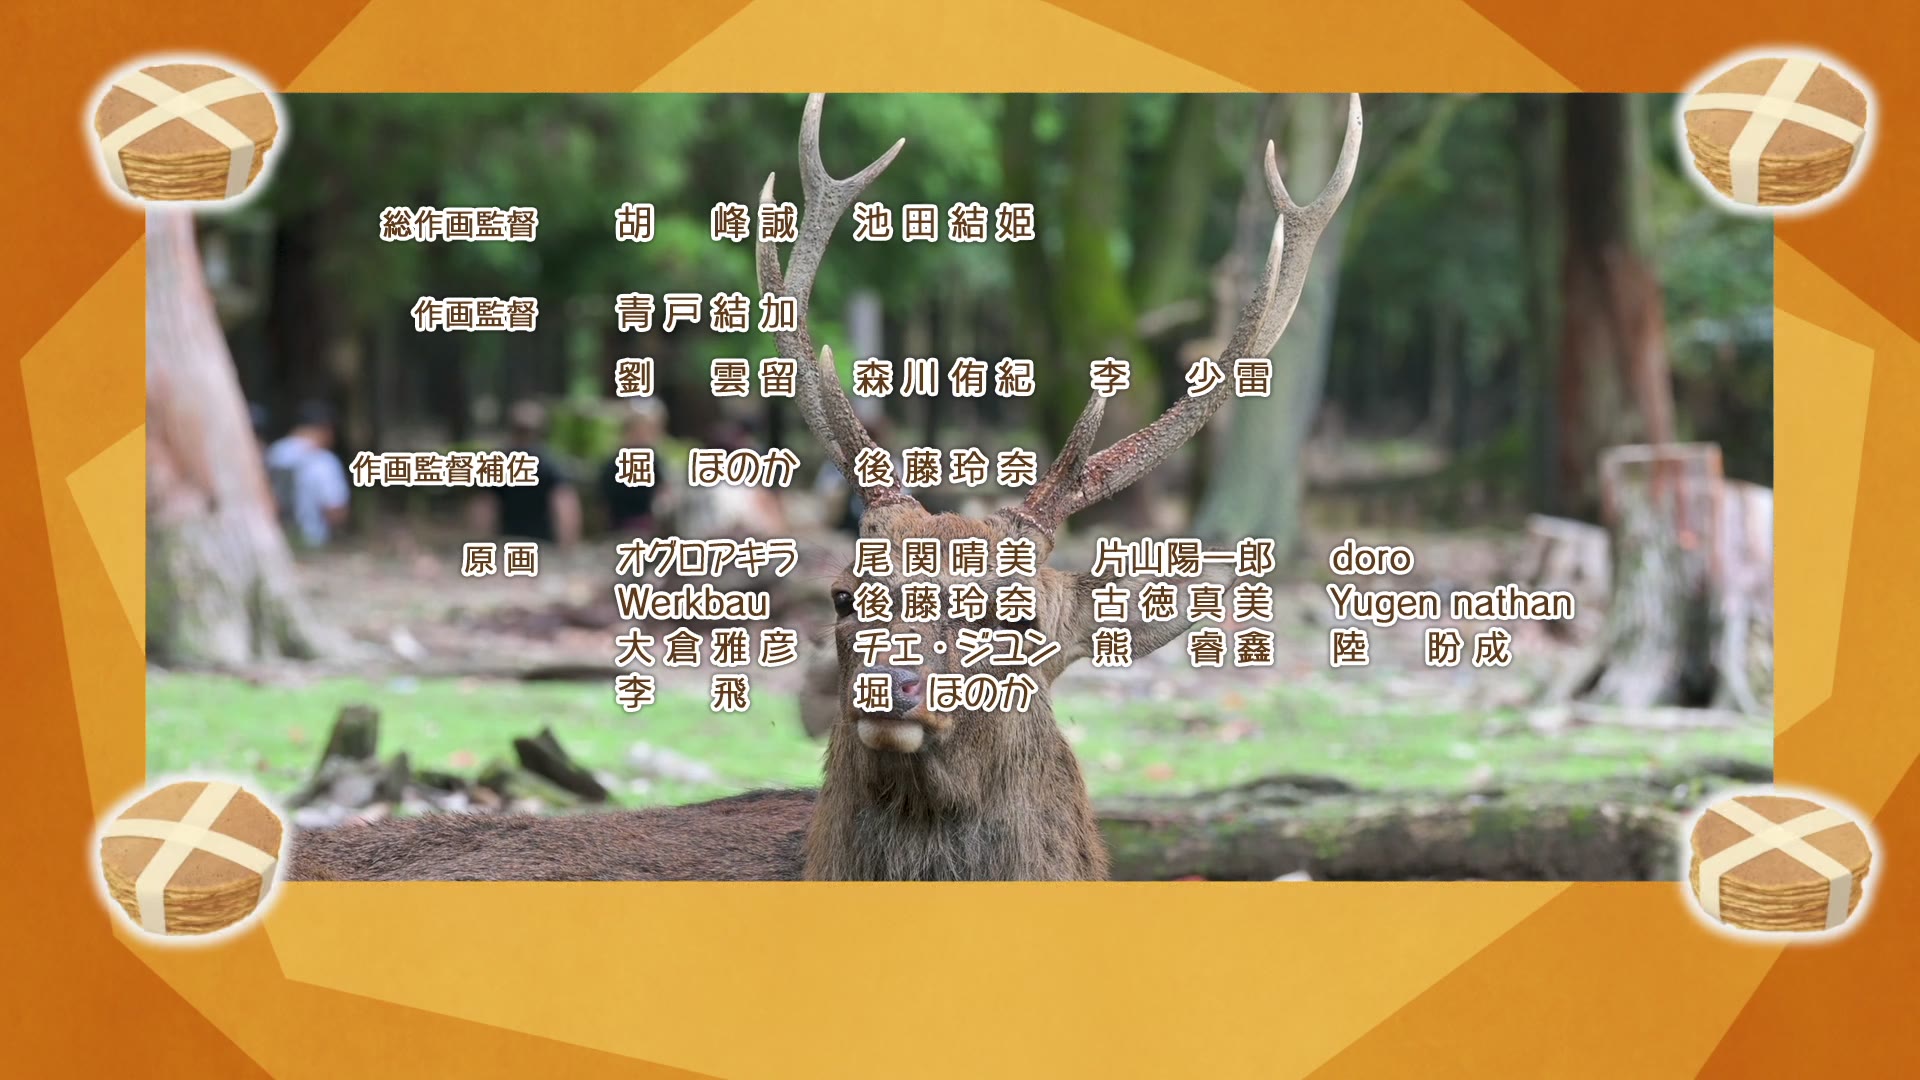 総作画監督 胡 峰誠 池田結姫
作画監督 青戸結加
劉 雲留 森川侑紀 李 少雷
作画監督補佐 堀 ほのか 後藤玲奈
原画 オグロアキラ 尾関晴美 片山陽一郎 doro
Werkbau 後藤玲奈 古徳真美 Yugen nathan
大倉雅彦 チェ・ジユン 熊 睿鑫 陸 盼成
李 飛 堀 ほのか